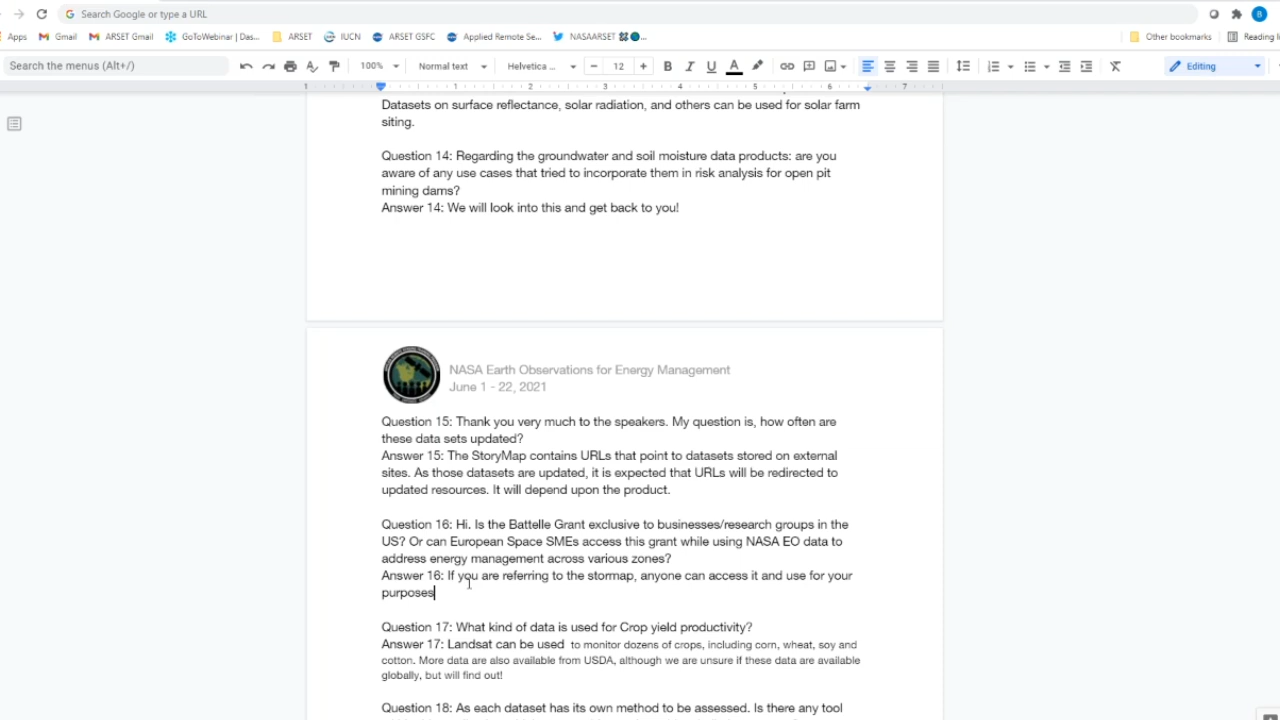 Search Google or type a URL
Apps Gmail ARSET Gmail GoToWebinar | Das... ARSET IUCN ARSET GSFC Applied Remote Se... NASAARSET Other bookmarks Reading li
Search the menus (Alt+/) 100% Normal text Helvetica ... − 12 + B I U A Editing
1 1 2 3 4 5 6 7
Datasets on surface reflectance, solar radiation, and others can be used for solar farm
siting.
Question 14: Regarding the groundwater and soil moisture data products: are you
aware of any use cases that tried to incorporate them in risk analysis for open pit
mining dams?
Answer 14: We will look into this and get back to you!
NASA Earth Observations for Energy Management
June 1 - 22, 2021
Question 15: Thank you very much to the speakers. My question is, how often are
these data sets updated?
Answer 15: The StoryMap contains URLs that point to datasets stored on external
sites. As those datasets are updated, it is expected that URLs will be redirected to
updated resources. It will depend upon the product.
Question 16: Hi. Is the Battelle Grant exclusive to businesses/research groups in the
US? Or can European Space SMEs access this grant while using NASA EO data to
address energy management across various zones?
Answer 16: If you are referring to the stormap, anyone can access it and use for your
purposes
Question 17: What kind of data is used for Crop yield productivity?
Answer 17: Landsat can be used to monitor dozens of crops, including corn, wheat, soy and
cotton. More data are also available from USDA, although we are unsure if these data are available
globally, but will find out!
Question 18: As each dataset has its own method to be assessed. Is there any tool